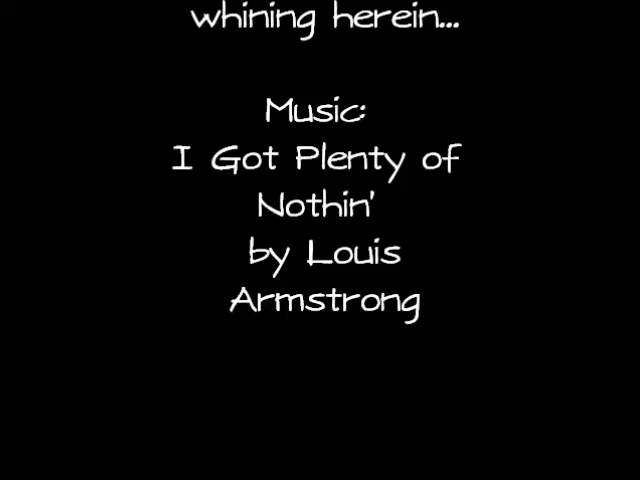 whining herein...
Music:
I Got Plenty of
Nothin'
by Louis
Armstrong